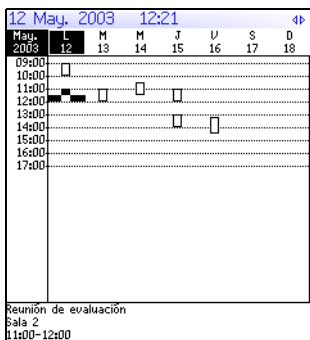 12 May. 2003 12:21
May. L M M J V S D
2003 12 13 14 15 16 17 18
09:00
10:00
11:00
12:00
13:00
14:00
15:00
16:00
17:00
Reunión de evaluación
Sala 2
11:00-12:00